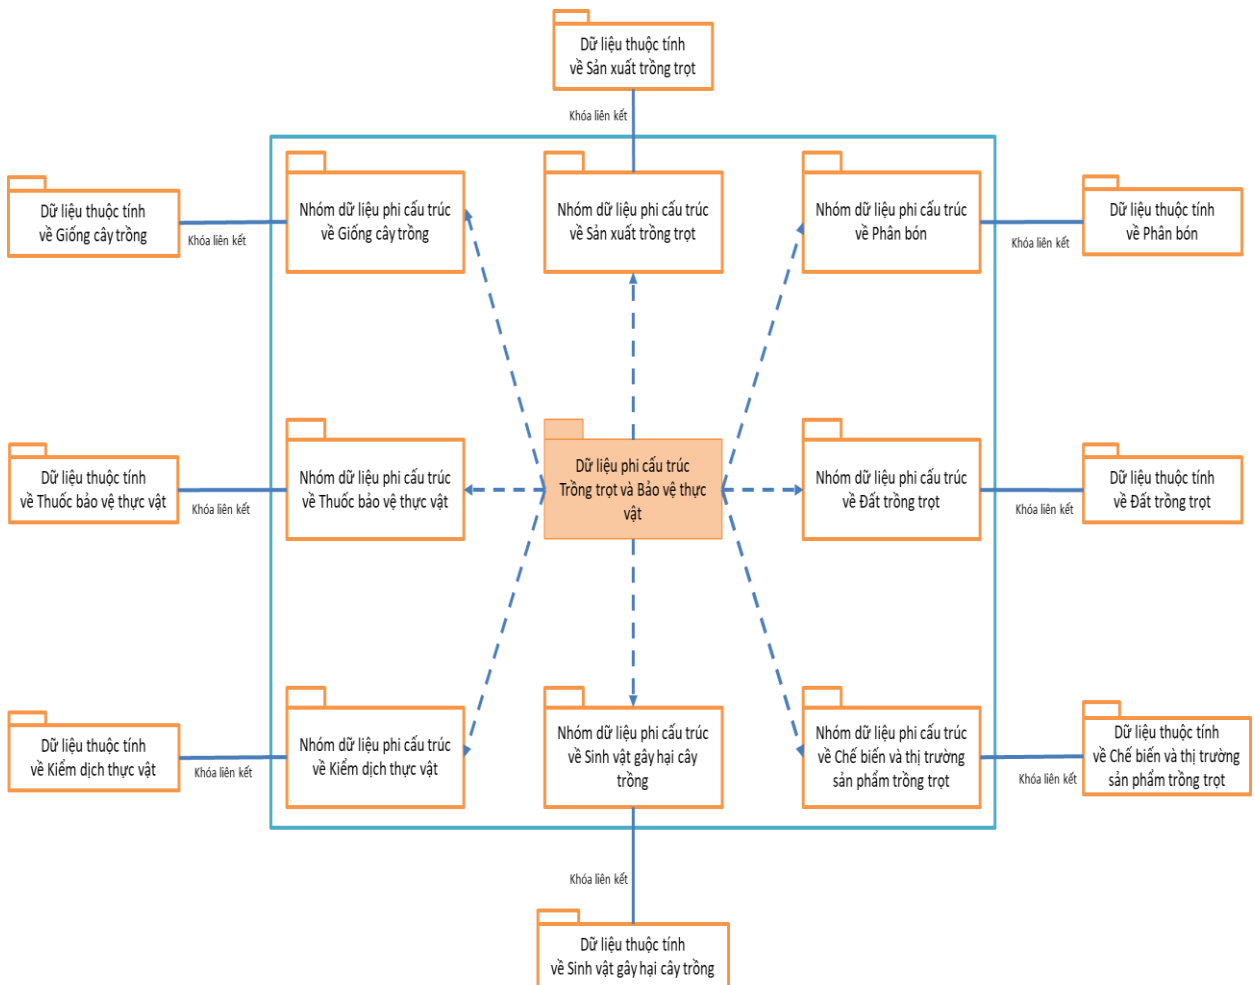 Dữ liệu thuộc tính
về Sản xuất trồng trọt
Khóa liên kết
Dữ liệu thuộc tính
về Giống cây trồng
Khóa liên kết
Nhóm dữ liệu phi cấu trúc
về Giống cây trồng
Nhóm dữ liệu phi cấu trúc
về Sản xuất trồng trọt
Nhóm dữ liệu phi cấu trúc
về Phân bón
Khóa liên kết
Dữ liệu thuộc tính
về Phân bón
Dữ liệu thuộc tính
về Thuốc bảo vệ thực vật
Khóa liên kết
Nhóm dữ liệu phi cấu trúc
về Thuốc bảo vệ thực vật
Dữ liệu phi cấu trúc
Trồng trọt và Bảo vệ thực
vật
Nhóm dữ liệu phi cấu trúc
về Đất trồng trọt
Khóa liên kết
Dữ liệu thuộc tính
về Đất trồng trọt
Dữ liệu thuộc tính
về Kiểm dịch thực vật
Khóa liên kết
Nhóm dữ liệu phi cấu trúc
về Kiểm dịch thực vật
Nhóm dữ liệu phi cấu trúc
về Sinh vật gây hại cây
trồng
Nhóm dữ liệu phi cấu trúc
về Chế biến và thị trường
sản phẩm trồng trọt
Khóa liên kết
Dữ liệu thuộc tính
về Chế biến và thị trường
sản phẩm trồng trọt
Khóa liên kết
Dữ liệu thuộc tính
về Sinh vật gây hại cây trồng